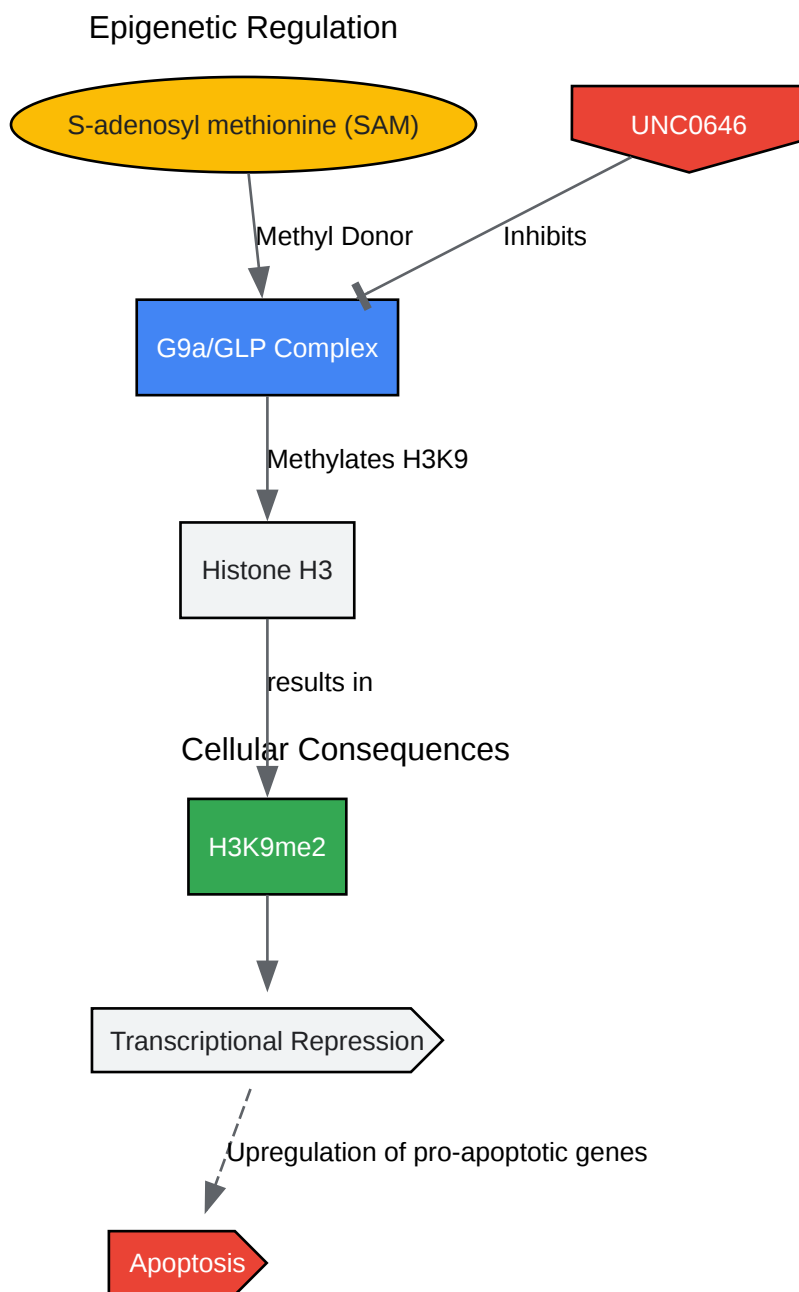 Epigenetic Regulation
S-adenosyl methionine (SAM)
UNC0646
Methyl Donor
Inhibits
G9a/GLP Complex
Methylates H3K9
Histone H3
results in
Cellular Consequences
H3K9me2
Transcriptional Repression
Upregulation of pro-apoptotic genes
Apoptosis